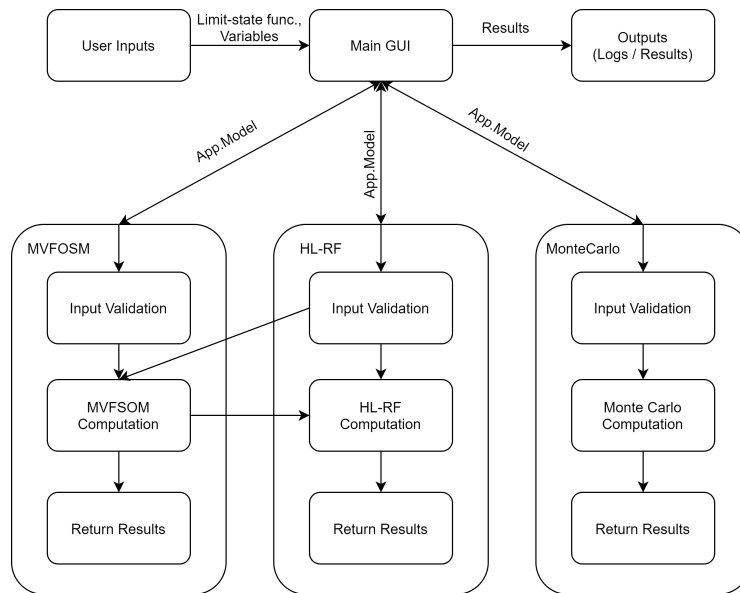 User Inputs
Limit-state func.,
Variables
Main GUI
Results
Outputs
(Logs / Results)
App.Model
App.Model
App.Model
MVFOSM
HL-RF
MonteCarlo
Input Validation
Input Validation
Input Validation
MVFSOM
Computation
HL-RF
Computation
Monte Carlo
Computation
Return Results
Return Results
Return Results